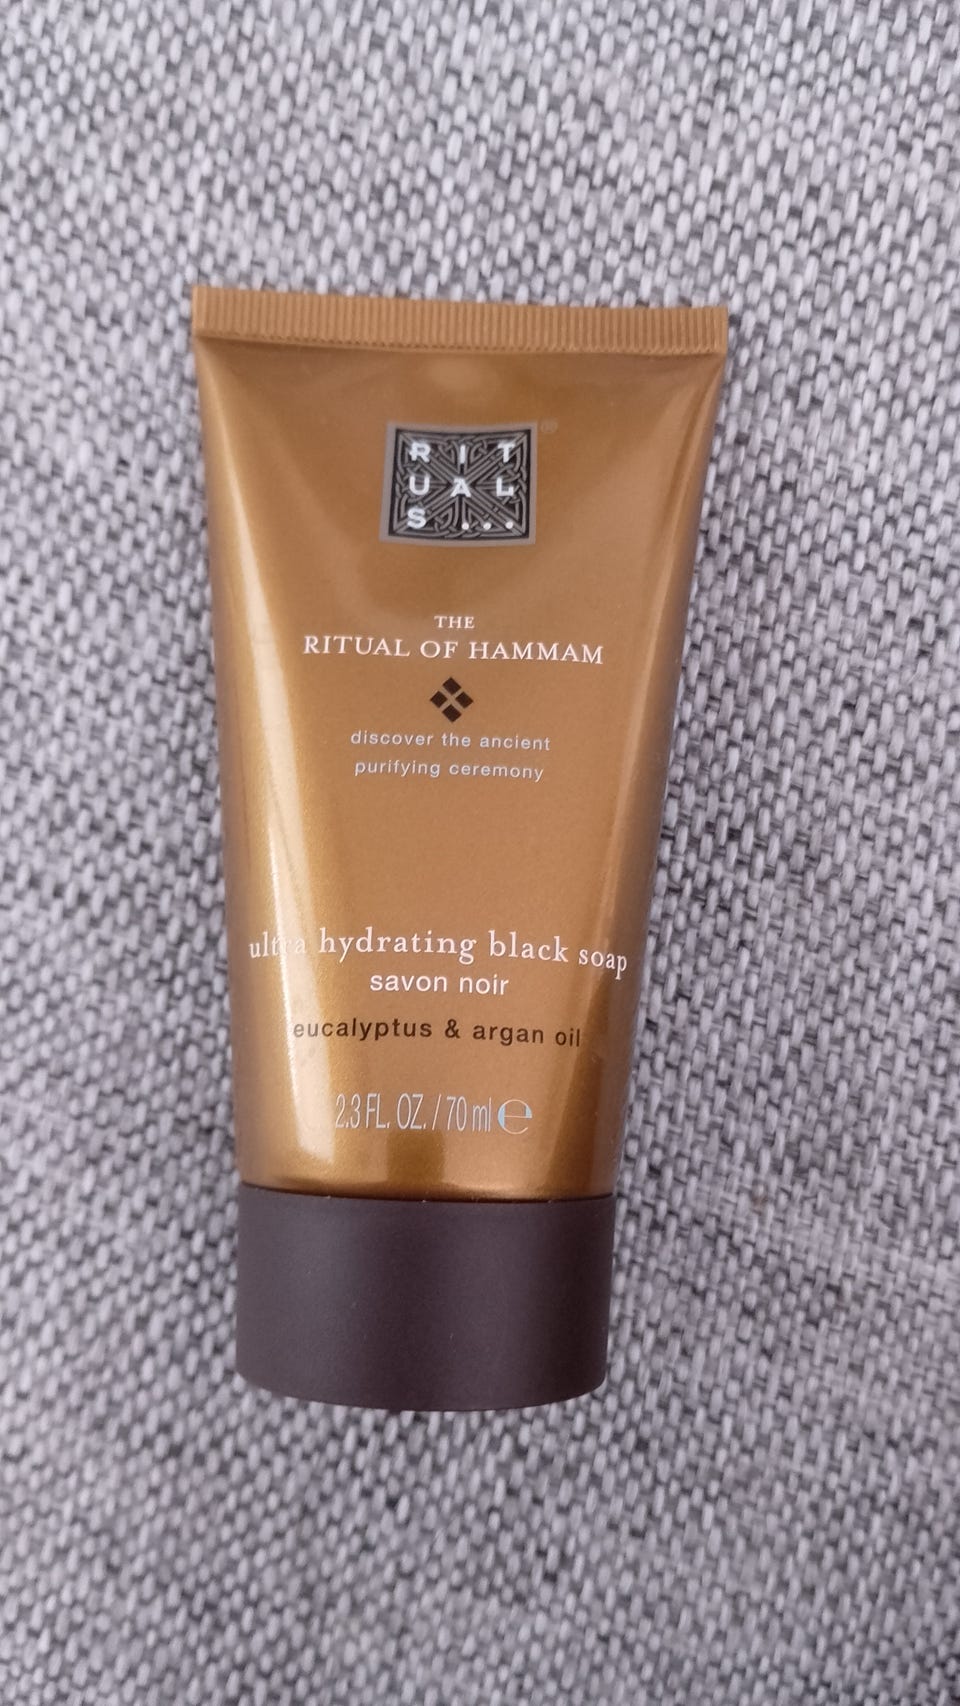 RIT
UAL
S...
®
THE
RITUAL OF HAMMAM
discover the ancient
purifying ceremony
ultra hydrating black soap
savon noir
eucalyptus & argan oil
2.3 FL. OZ. / 70 ml ℮